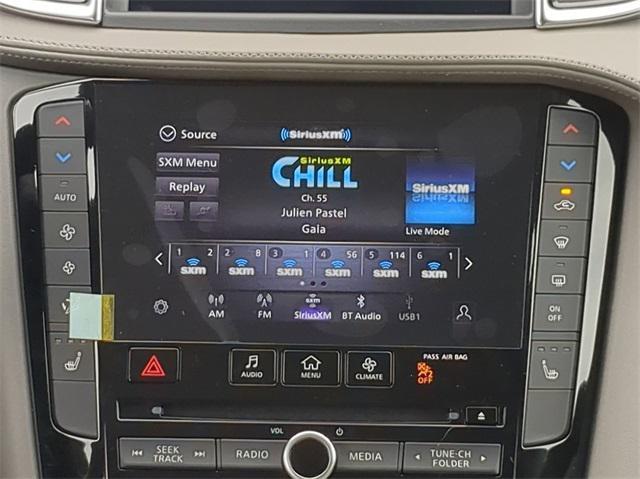 Source
SiriusXM
SXM Menu
SiriusXM
CHILL
SiriusXM
Replay
Ch. 55
Julien Pastel
Gaia
Live Mode
1 2 2 8 3 1 4 56 5 114 6 1
sxm sxm sxm sxm sxm sxm
sxm
AM FM SiriusXM BT Audio USB1
AUTO
ON
OFF
AUDIO MENU CLIMATE
PASS AIR BAG
2
OFF
VOL
SEEK
TRACK
RADIO
MEDIA
TUNE·CH
FOLDER